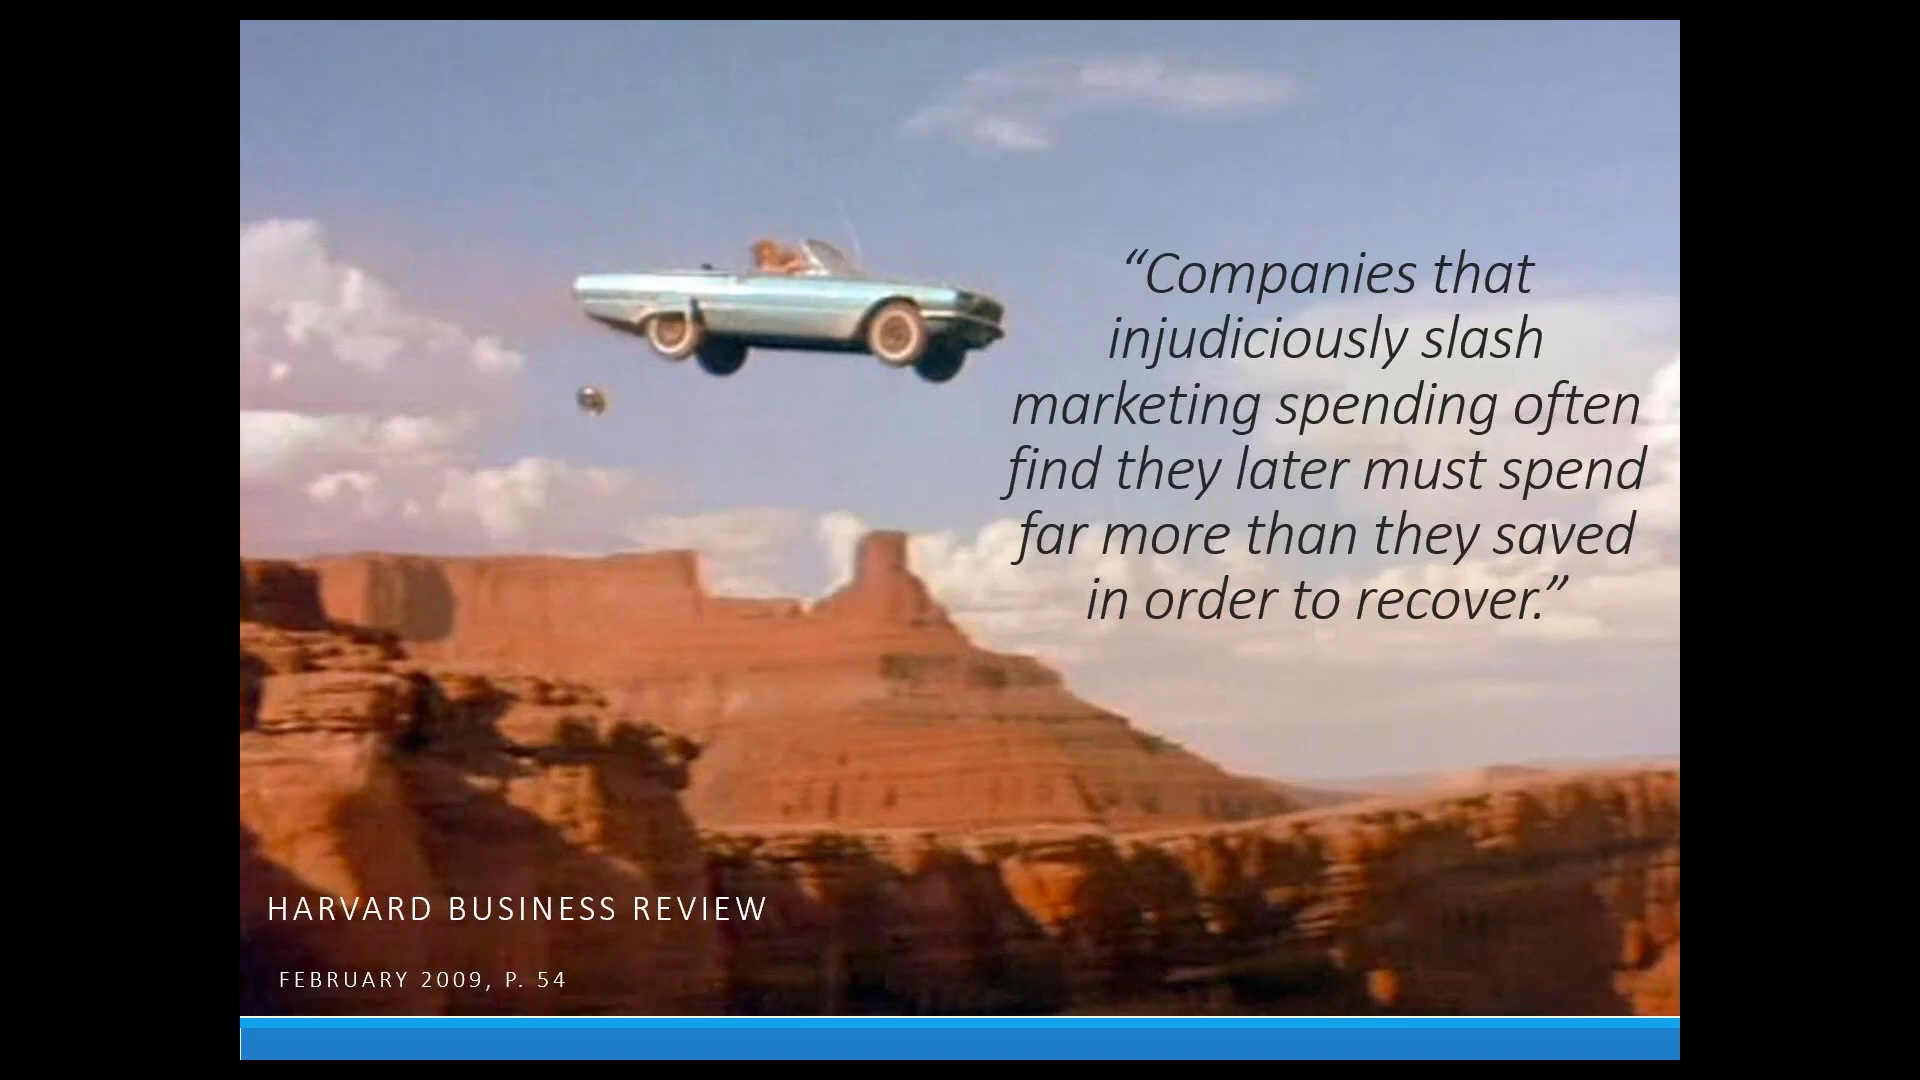 “Companies that
injudiciously slash
marketing spending often
find they later must spend
far more than they saved
in order to recover.”
HARVARD BUSINESS REVIEW
FEBRUARY 2009, P. 54